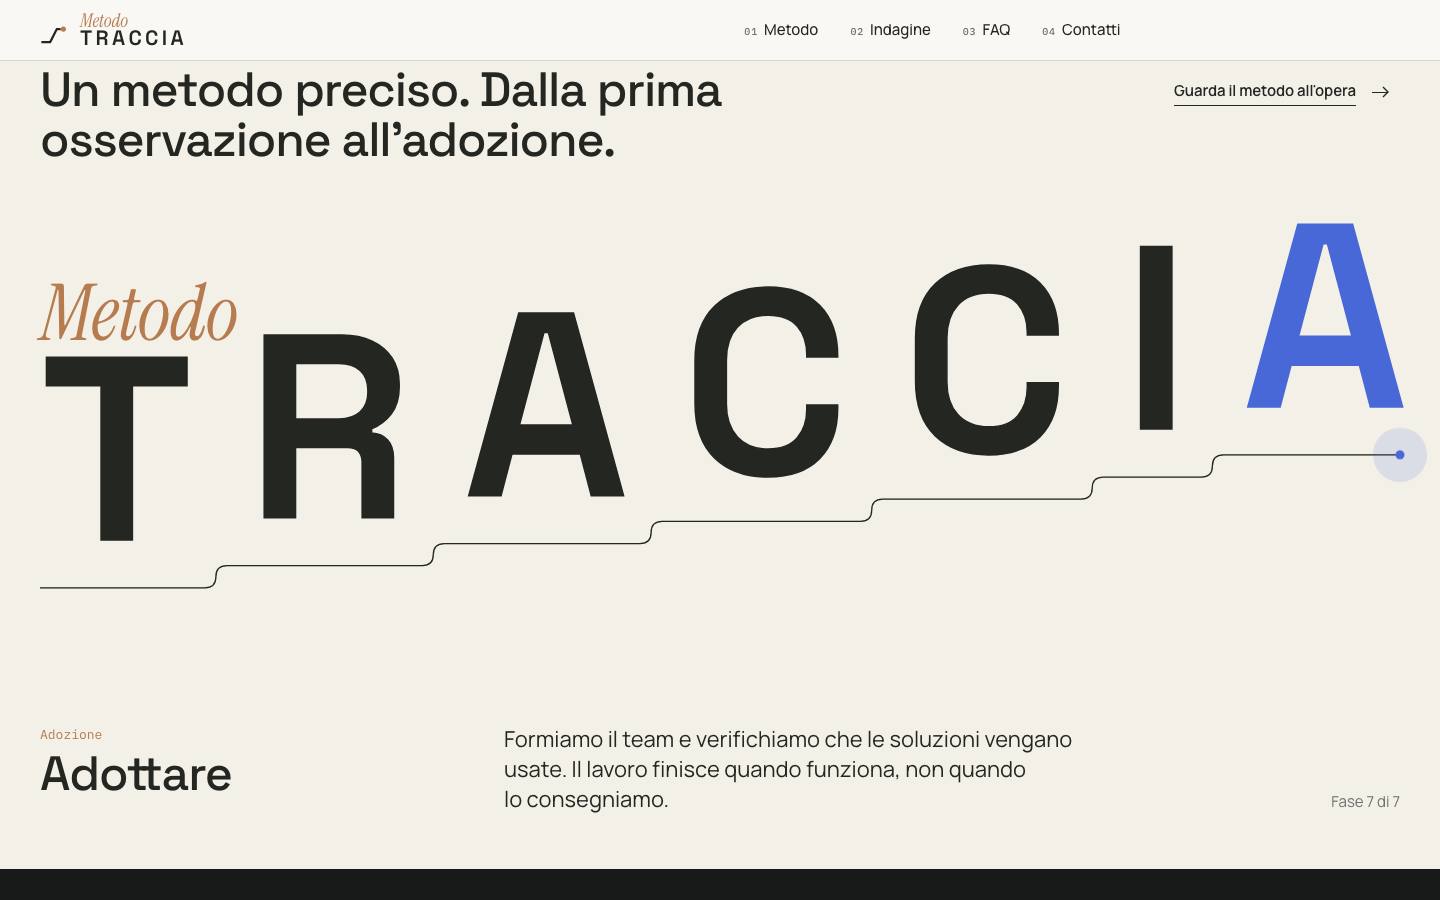 Metodo
TRACCIA
01 Metodo
02 Indagine
03 FAQ
04 Contatti
Un metodo preciso. Dalla prima
osservazione all’adozione.
Guarda il metodo all'opera
Metodo
TRACCIA
Adozione
Adottare
Formiamo il team e verifichiamo che le soluzioni vengano
usate. Il lavoro finisce quando funziona, non quando
lo consegniamo.
Fase 7 di 7